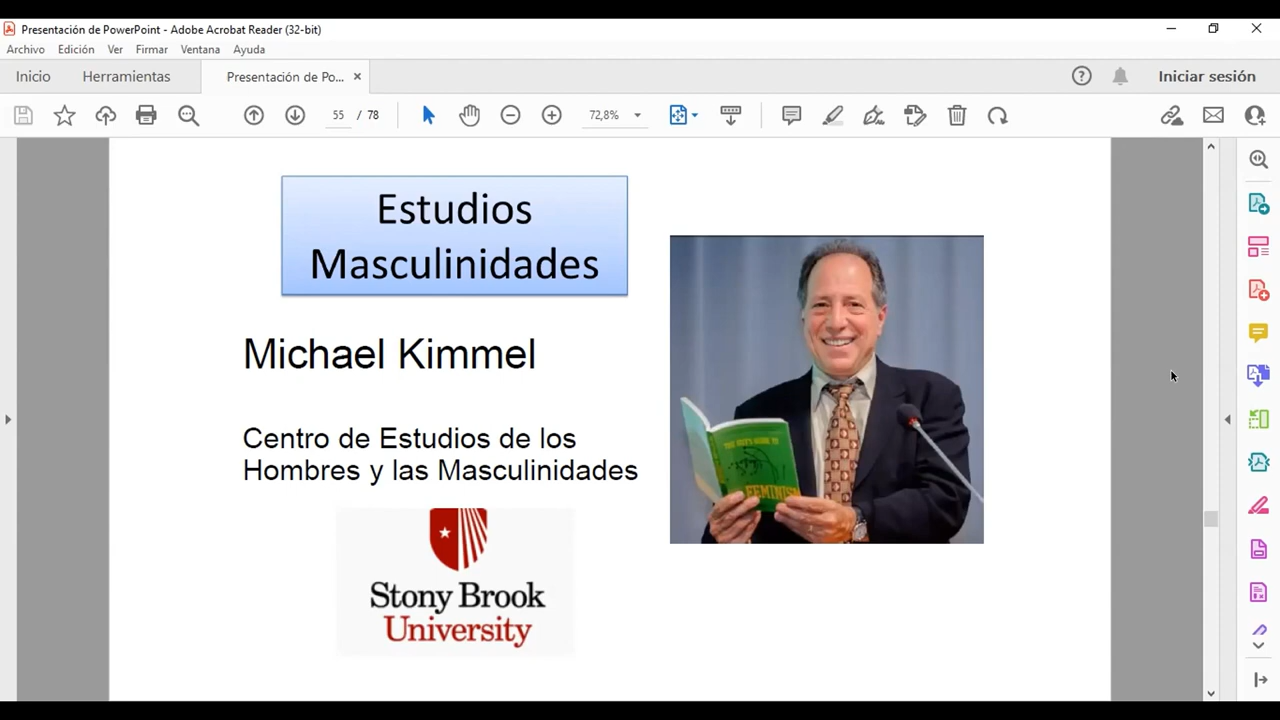 Presentación de PowerPoint - Adobe Acrobat Reader (32-bit)
Archivo Edición Ver Firmar Ventana Ayuda
Inicio Herramientas Presentación de Po... Iniciar sesión
55 / 78 72,8%
Estudios
Masculinidades
Michael Kimmel
Centro de Estudios de los
Hombres y las Masculinidades
Stony Brook
University
FEMINISM